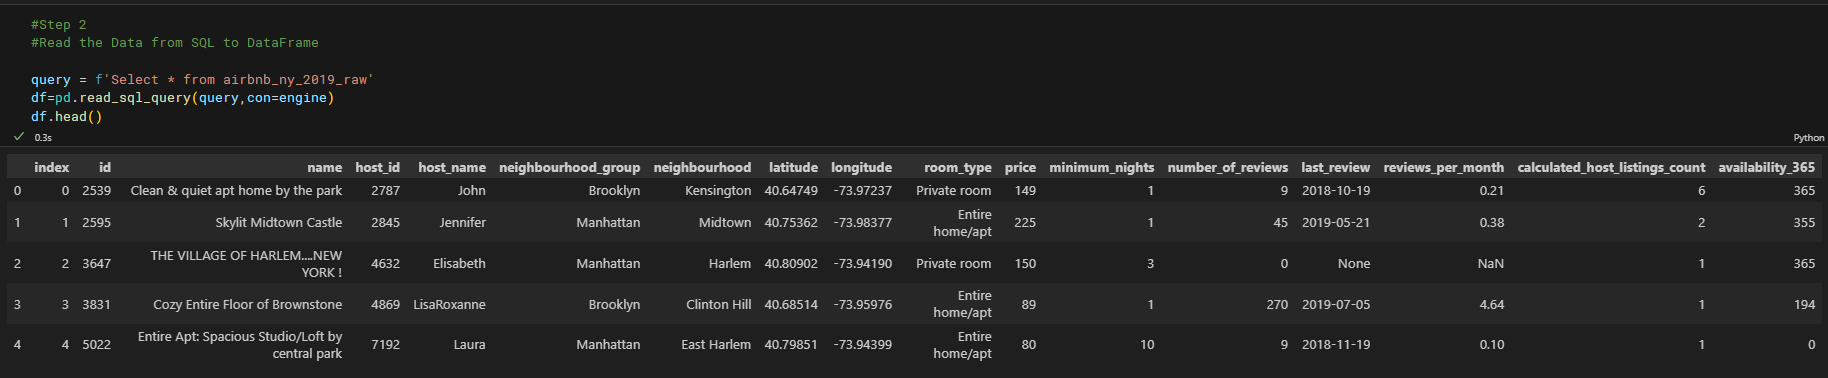 #Step 2
#Read the Data from SQL to DataFrame
query = f'Select * from airbnb_ny_2019_raw'
df=pd.read_sql_query(query,con=engine)
df.head()
0.3s
Python
index id name host_id host_name neighbourhood_group neighbourhood latitude longitude room_type price minimum_nights number_of_reviews last_review reviews_per_month calculated_host_listings_count availability_365
0 0 2539 Clean & quiet apt home by the park 2787 John Brooklyn Kensington 40.64749 -73.97237 Private room 149 1 9 2018-10-19 0.21 6 365
1 1 2595 Skylit Midtown Castle 2845 Jennifer Manhattan Midtown 40.75362 -73.98377 Entire home/apt 225 1 45 2019-05-21 0.38 2 355
2 2 3647 THE VILLAGE OF HARLEM....NEW YORK ! 4632 Elisabeth Manhattan Harlem 40.80902 -73.94190 Private room 150 3 0 None NaN 1 365
3 3 3831 Cozy Entire Floor of Brownstone 4869 LisaRoxanne Brooklyn Clinton Hill 40.68514 -73.95976 Entire home/apt 89 1 270 2019-07-05 4.64 1 194
4 4 5022 Entire Apt: Spacious Studio/Loft by central park 7192 Laura Manhattan East Harlem 40.79851 -73.94399 Entire home/apt 80 10 9 2018-11-19 0.10 1 0